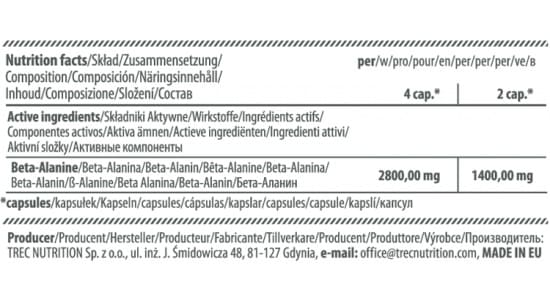 Nutrition facts/Skład/Zusammensetzung/
Composition/Composición/Näringsinnehåll/
Inhoud/Composizione/Složení/Состав
per/w/pro/pour/en/per/per/per/ve/в
4 cap.* 2 cap.*
Active ingredients/Składniki Aktywne/Wirkstoffe/Ingrédients actifs/
Componentes activos/Aktiva ämnen/Actieve ingrediënten/Ingredienti attivi/
Aktivní složky/Активные компоненты
Beta-Alanine/Beta-Alanina/Beta-Alanin/Bêta-Alanine/Beta-Alanina/
Beta-Alanin/ß-Alanine/Beta Alanina/Beta-Alanin/Бета-Аланин
2800,00 mg 1400,00 mg
*capsules/kapsułek/Kapseln/capsules/cápsulas/kapslar/capsules/capsule/kapslí/капсул
Producer/Producent/Hersteller/Producteur/Fabricante/Tillverkare/Producent/Produttore/Výrobce/Производитель:
TREC NUTRITION Sp. z o.o., ul. inż. J. Śmidowicza 48, 81-127 Gdynia, e-mail: office@trecnutrition.com, MADE IN EU